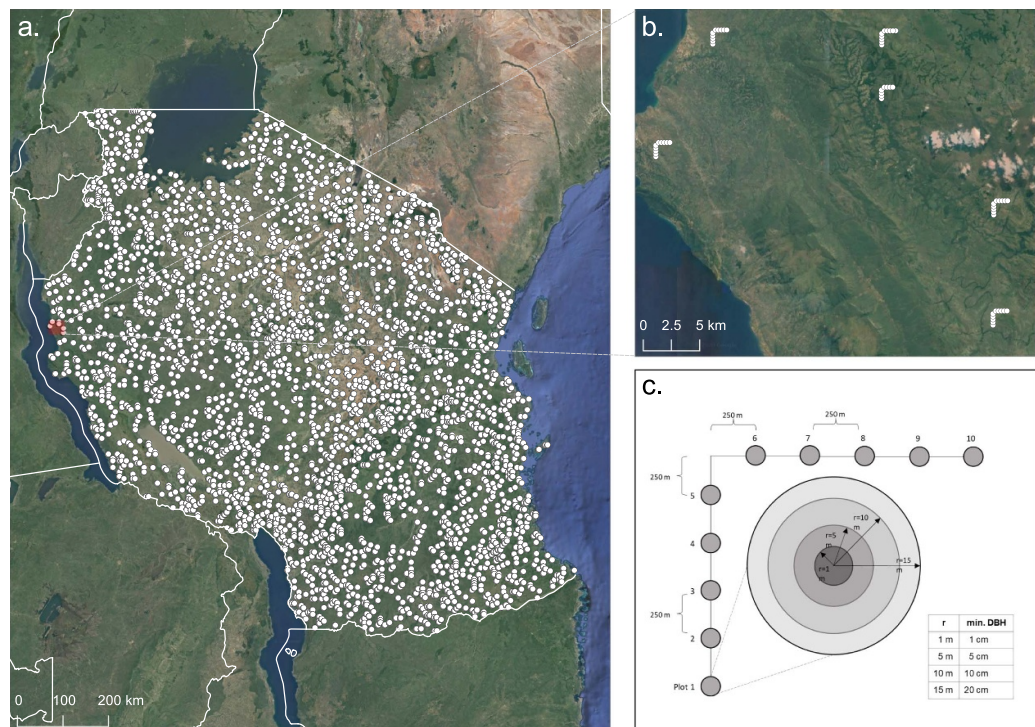 a.
0 100 200 km
b.
0 2.5 5 km
c.
250 m 250 m
6 7 8 9 10
250 m
5
4
3
250 m
2
Plot 1
r=10
m
r=5
m
r=15
m
r=1
m
r min. DBH
1 m 1 cm
5 m 5 cm
10 m 10 cm
15 m 20 cm